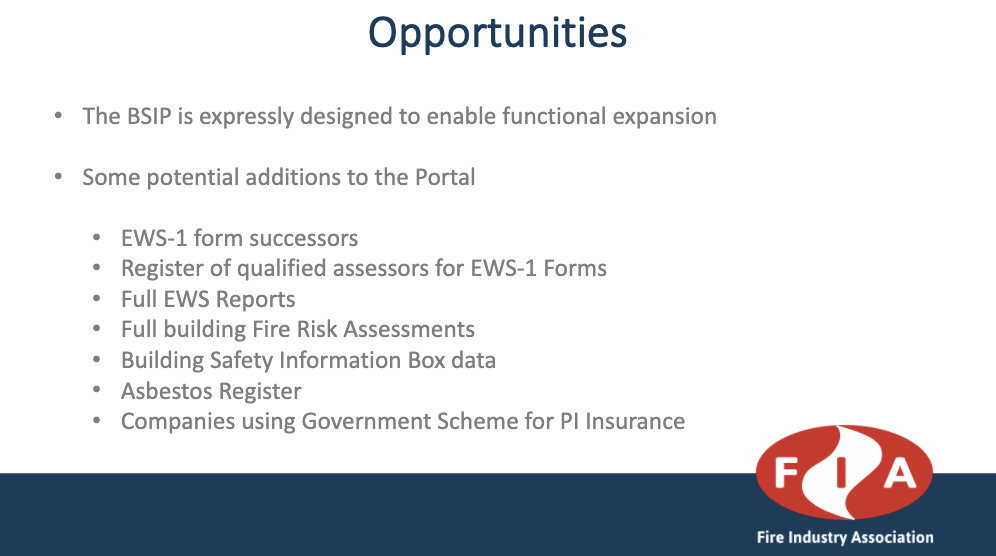 Opportunities
• The BSIP is expressly designed to enable functional expansion
• Some potential additions to the Portal
• EWS-1 form successors
• Register of qualified assessors for EWS-1 Forms
• Full EWS Reports
• Full building Fire Risk Assessments
• Building Safety Information Box data
• Asbestos Register
• Companies using Government Scheme for PI Insurance
FIA
Fire Industry Association